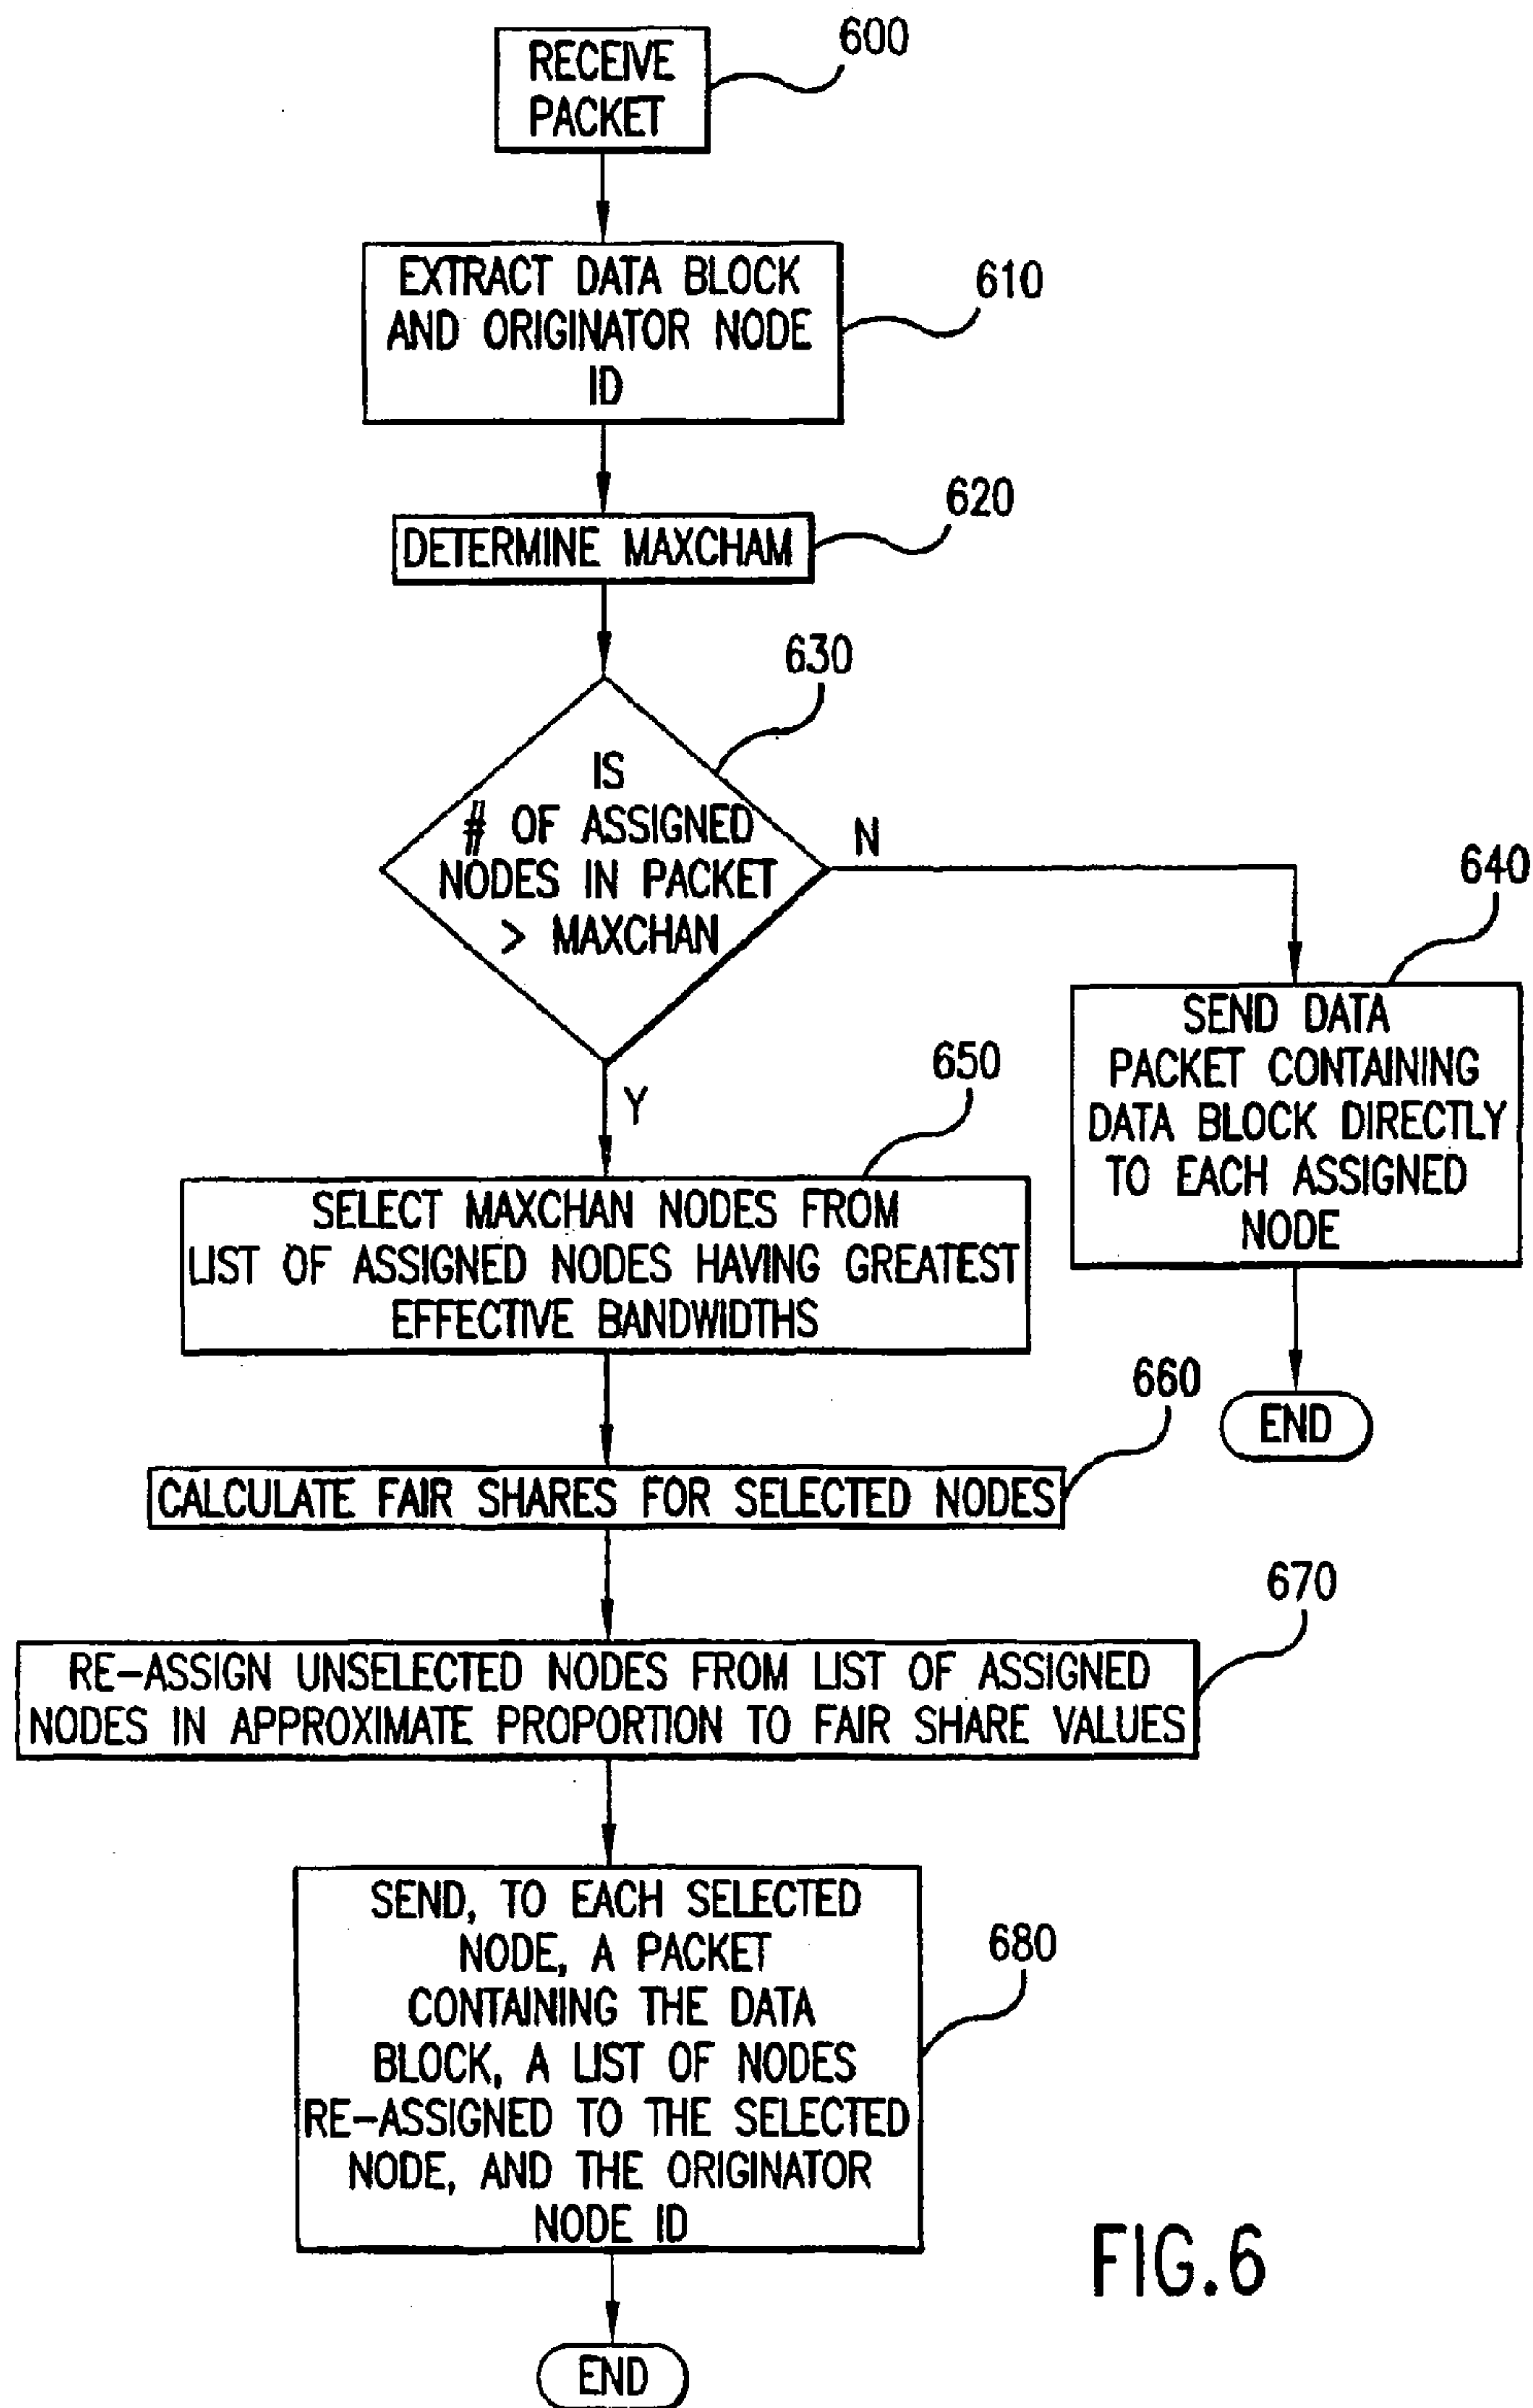 RECEIVE
PACKET
600
EXTRACT DATA BLOCK
AND ORIGINATOR NODE
ID
610
DETERMINE MAXCHAM
620
630
IS
# OF ASSIGNED
NODES IN PACKET
> MAXCHAN
N
Y
640
SEND DATA
PACKET CONTAINING
DATA BLOCK DIRECTLY
TO EACH ASSIGNED
NODE
END
650
SELECT MAXCHAN NODES FROM
LIST OF ASSIGNED NODES HAVING GREATEST
EFFECTIVE BANDWIDTHS
660
CALCULATE FAIR SHARES FOR SELECTED NODES
670
RE-ASSIGN UNSELECTED NODES FROM LIST OF ASSIGNED
NODES IN APPROXIMATE PROPORTION TO FAIR SHARE VALUES
SEND, TO EACH SELECTED
NODE, A PACKET
CONTAINING THE DATA
BLOCK, A LIST OF NODES
RE-ASSIGNED TO THE SELECTED
NODE, AND THE ORIGINATOR
NODE ID
680
END
FIG.6